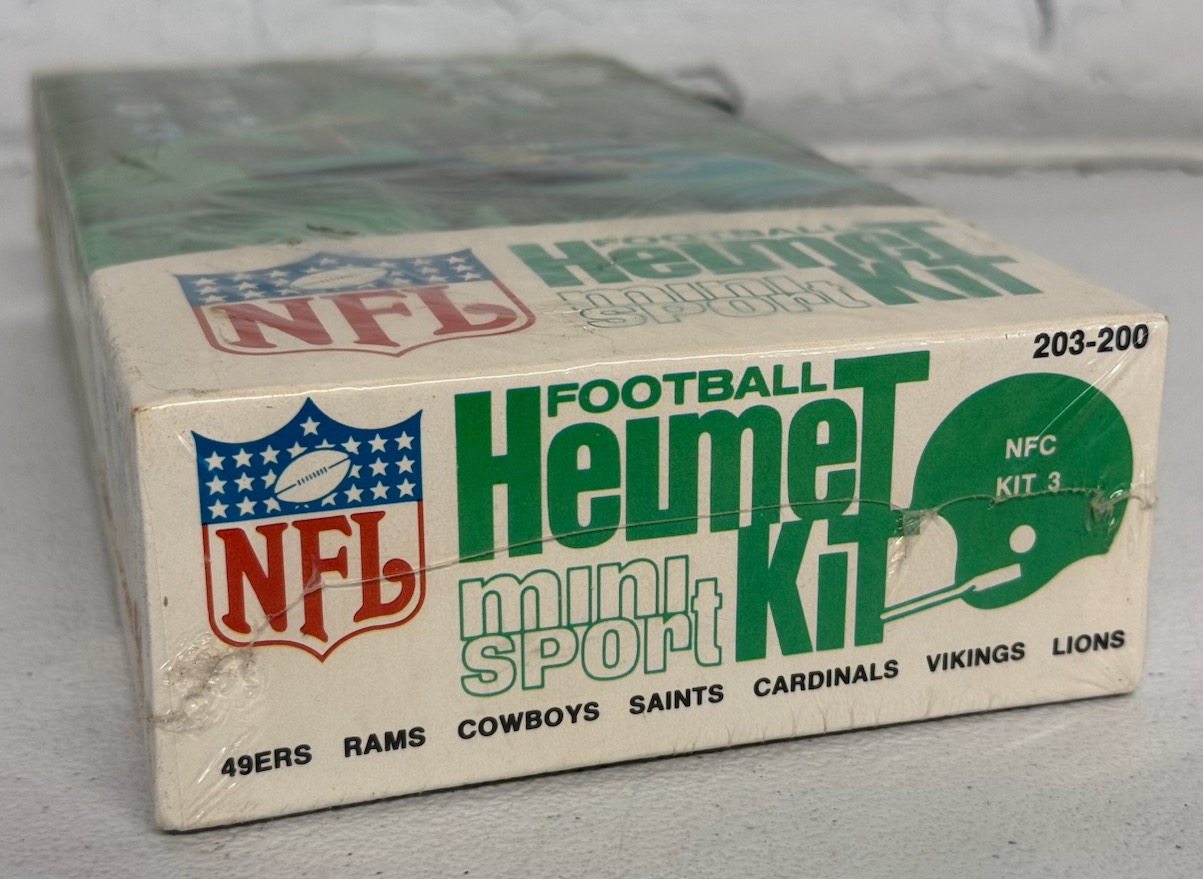 NFL
FOOTBALL
HeLmeT
KiT
mini
sport
203-200
NFL
FOOTBALL
HeLmeT
mini
sport
KiT
NFC
KIT 3
49ERS RAMS COWBOYS SAINTS CARDINALS VIKINGS LIONS